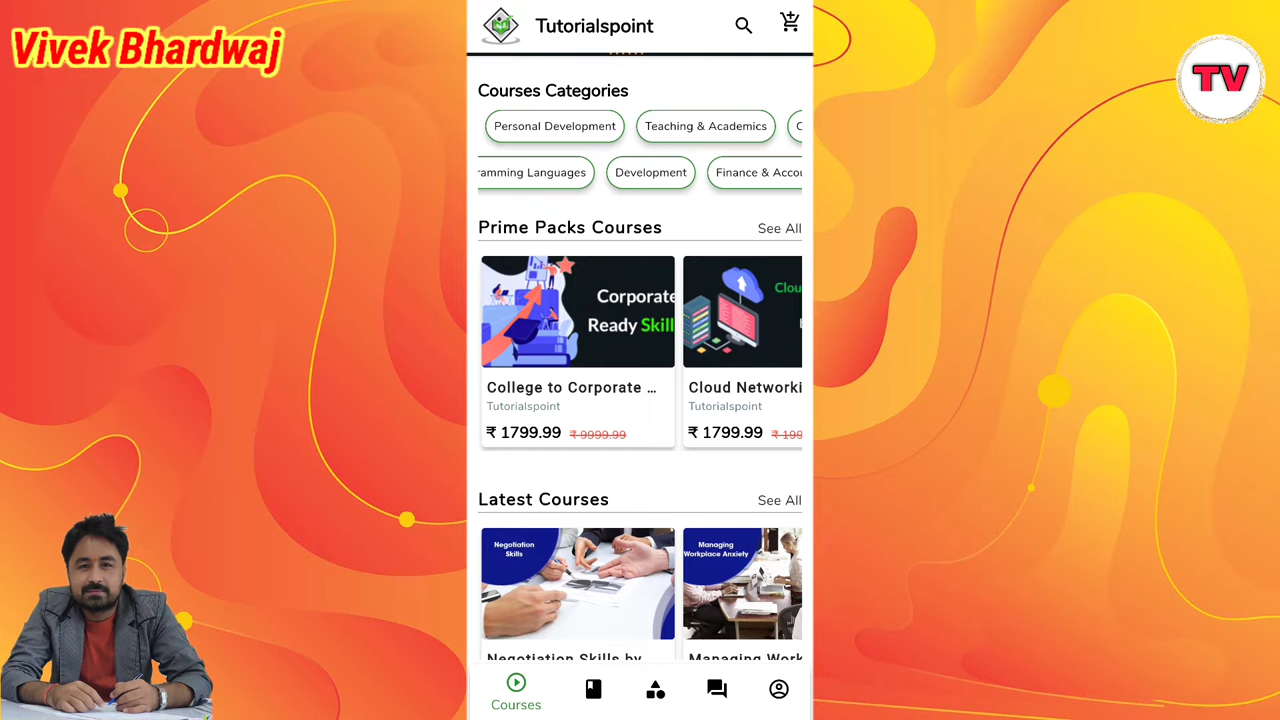 Vivek Bhardwaj
TV
Tutorialspoint
Courses Categories
Personal Development
Teaching & Academics
C
ramming Languages
Development
Finance & Accou
Prime Packs Courses
See All
Corporate
Ready Skill
Clou
College to Corporate ...
Tutorialspoint
₹ 1799.99 ₹ 9999.99
Cloud Networki
Tutorialspoint
₹ 1799.99 ₹ 199
Latest Courses
See All
Negotiation
Skills
Managing
Workplace Anxiety
Negotiation Skills by
Managing Work
Courses